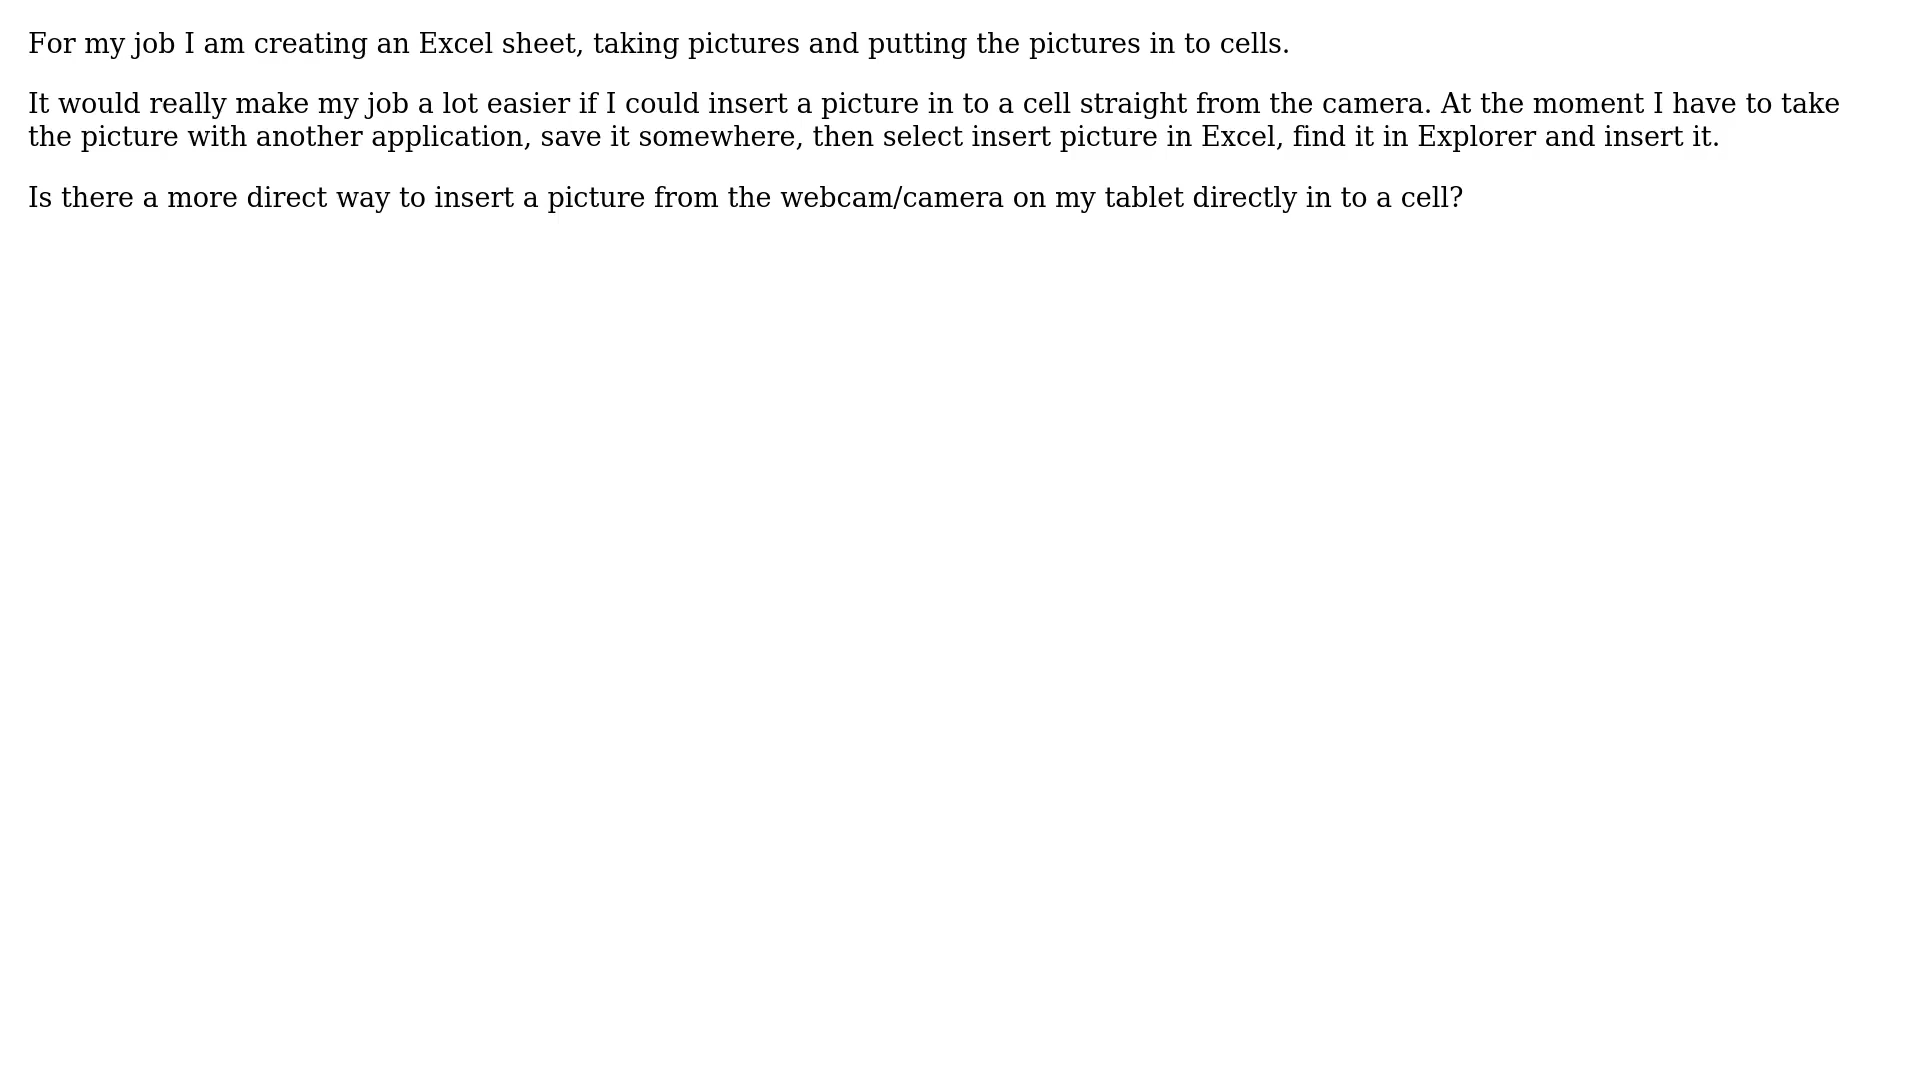 For my job I am creating an Excel sheet, taking pictures and putting the pictures in to cells.
It would really make my job a lot easier if I could insert a picture in to a cell straight from the camera. At the moment I have to take
the picture with another application, save it somewhere, then select insert picture in Excel, find it in Explorer and insert it.
Is there a more direct way to insert a picture from the webcam/camera on my tablet directly in to a cell?